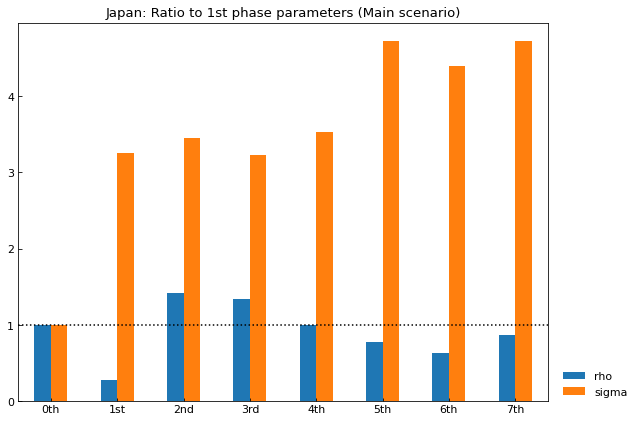 Japan: Ratio to 1st phase parameters (Main scenario)
4
3
2
1
0
0th 1st 2nd 3rd 4th 5th 6th 7th
rho
sigma